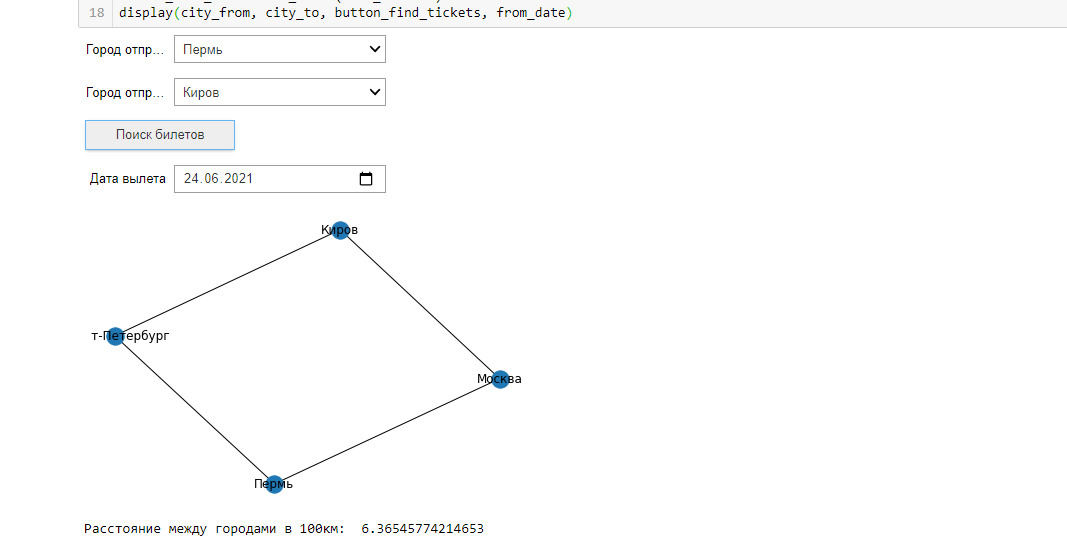 18 display(city_from, city_to, button_find_tickets, from_date)
Город отпр... Пермь
Город отпр... Киров
Поиск билетов
Дата вылета 24.06.2021
Киров
т-Петербург
Москва
Пермь
Расстояние между городами в 100км: 6.36545774214653